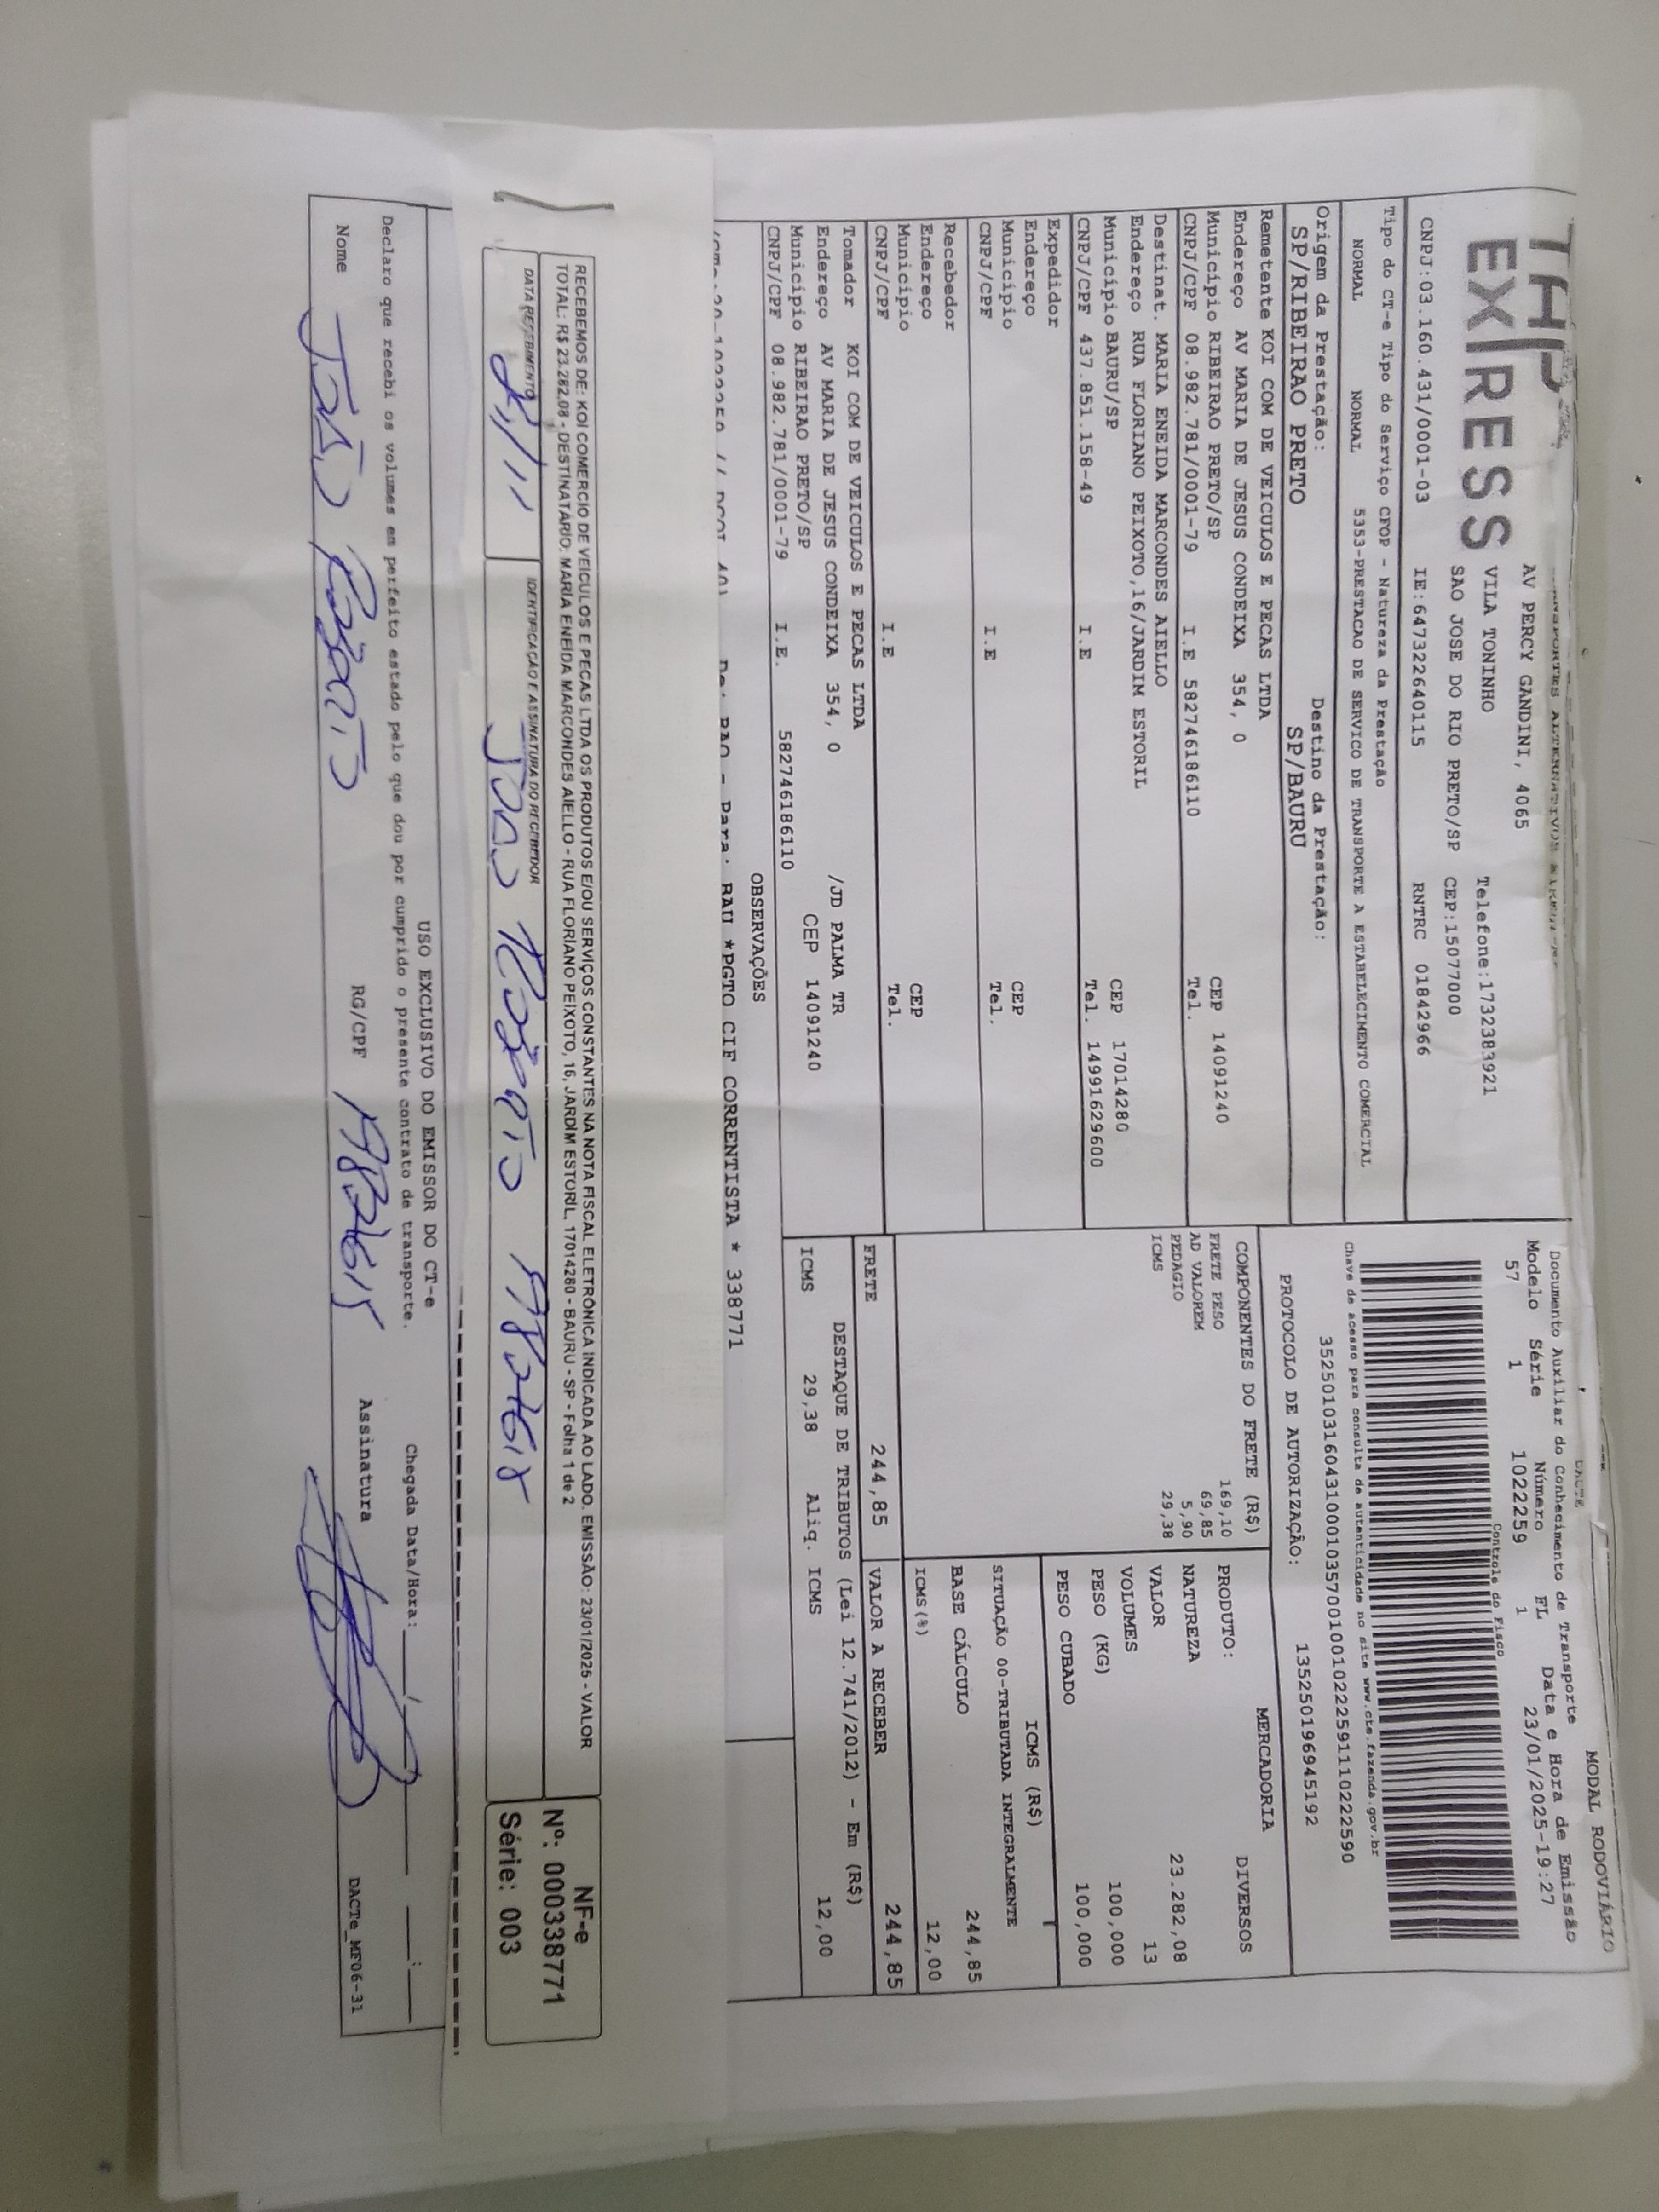 TAP
EXPRESS
AV PERCY GANDINI, 4065
VILA TONINHO
Telefone:1732383921
SAO JOSE DO RIO PRETO/SP CEP:15077000
CNPJ:03.160.431/0001-03 IE:647322640115 RNTRC 01842966
Tipo do CT-e Tipo do Serviço CFOP - Natureza da Prestação
NORMAL NORMAL 5353-PRESTACAO DE SERVICO DE TRANSPORTE A ESTABELECIMENTO COMERCIAL
Origem da Prestação: Destino da Prestação:
SP/RIBEIRAO PRETO SP/BAURU
Remetente KOI COM DE VEICULOS E PECAS LTDA
Endereço AV MARIA DE JESUS CONDEIXA 354, 0
Município RIBEIRAO PRETO/SP CEP 14091240
CNPJ/CPF 08.982.781/0001-79 I.E 582746186110 Tel.
Destinat. MARIA ENEIDA MARCONDES AIELLO
Endereço RUA FLORIANO PEIXOTO,16/JARDIM ESTORIL
Município BAURU/SP CEP 17014280
CNPJ/CPF 437.851.158-49 I.E Tel. 14991629600
Expedidor
Endereço
Município CEP
CNPJ/CPF I.E Tel.
Recebedor
Endereço
Município CEP
CNPJ/CPF I.E Tel.
Tomador KOI COM DE VEICULOS E PECAS LTDA
Endereço AV MARIA DE JESUS CONDEIXA 354, 0 /JD PALMA TR
Município RIBEIRAO PRETO/SP CEP 14091240
CNPJ/CPF 08.982.781/0001-79 I.E. 582746186110
OBSERVAÇÕES
BAU *PGTO CIF CORRENTISTA * 338771
DACTE
MODAL RODOVIÁRIO
Documento Auxiliar do Conhecimento de Transporte
Modelo Série Número FL Data e Hora de Emissão
57 1 1022259 1 23/01/2025-19:27
Controle do Fisco
Chave de acesso para consulta de autenticidade no site www.cte.fazenda.gov.br
35250103160431000103570010010222591110222590
PROTOCOLO DE AUTORIZAÇÃO: 135250196945192
COMPONENTES DO FRETE (R$)
FRETE PESO 169,10
AD VALOREM 69,85
PEDAGIO 5,90
ICMS 29,38
MERCADORIA
PRODUTO: DIVERSOS
NATUREZA
VALOR 23.282,08
VOLUMES 13
PESO (KG) 100,000
PESO CUBADO 100,000
ICMS (R$)
SITUAÇÃO 00-TRIBUTADA INTEGRALMENTE
BASE CÁLCULO 244,85
ICMS(%) 12,00
FRETE 244,85 VALOR A RECEBER 244,85
DESTAQUE DE TRIBUTOS (Lei 12.741/2012) - Em (R$)
ICMS 29,38 Aliq. ICMS 12,00
RECEBEMOS DE: KOI COMERCIO DE VEICULOS E PECAS LTDA OS PRODUTOS E/OU SERVIÇOS CONSTANTES NA NOTA FISCAL ELETRÔNICA INDICADA AO LADO. EMISSÃO: 23/01/2025 - VALOR
TOTAL: R$ 23.282,08 - DESTINATÁRIO: MARIA ENEIDA MARCONDES AIELLO - RUA FLORIANO PEIXOTO, 16, JARDIM ESTORIL, 17014280 - BAURU - SP - Folha 1 de 2
DATA RECEBIMENTO IDENTIFICAÇÃO E ASSINATURA DO RECEBEDOR
João Roberto
NF-e
Nº: 000338771
Série: 003
USO EXCLUSIVO DO EMISSOR DO CT-e
Declaro que recebi os volumes em perfeito estado pelo que dou por cumprido o presente contrato de transporte. Chegada Data/Hora:
Nome João Roberto RG/CPF Assinatura
DACTe_MF06-31